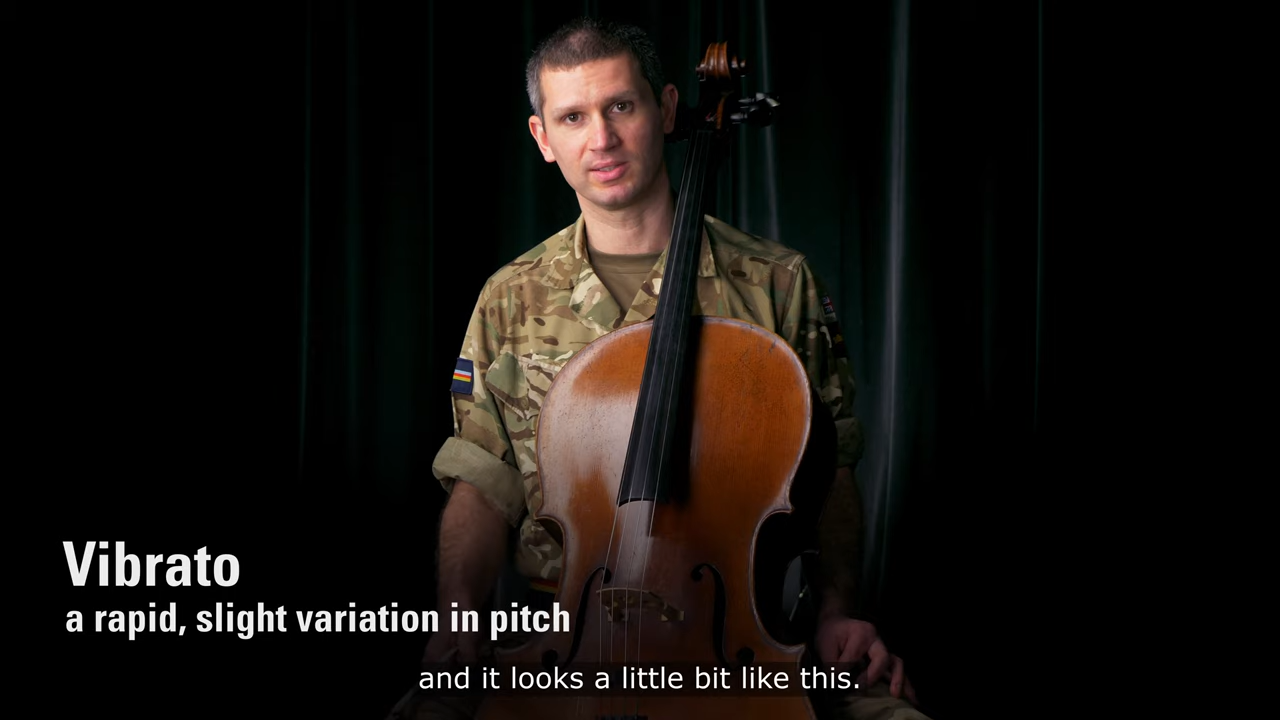 Vibrato
a rapid, slight variation in pitch
and it looks a little bit like this.